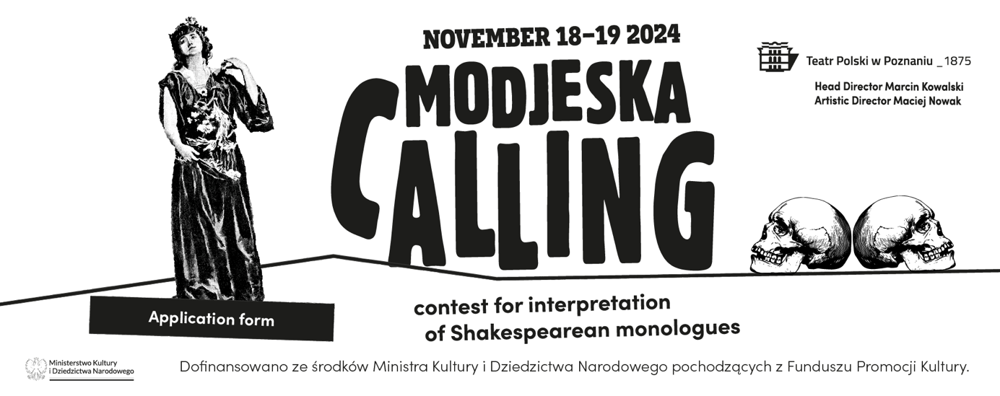 NOVEMBER 18-19 2024
MODJESKA
CALLING
Teatr Polski w Poznaniu _1875
Head Director Marcin Kowalski
Artistic Director Maciej Nowak
Application form
contest for interpretation
of Shakespearean monologues
Ministerstwo Kultury
i Dziedzictwa Narodowego
Dofinansowano ze środków Ministra Kultury i Dziedzictwa Narodowego pochodzących z Funduszu Promocji Kultury.